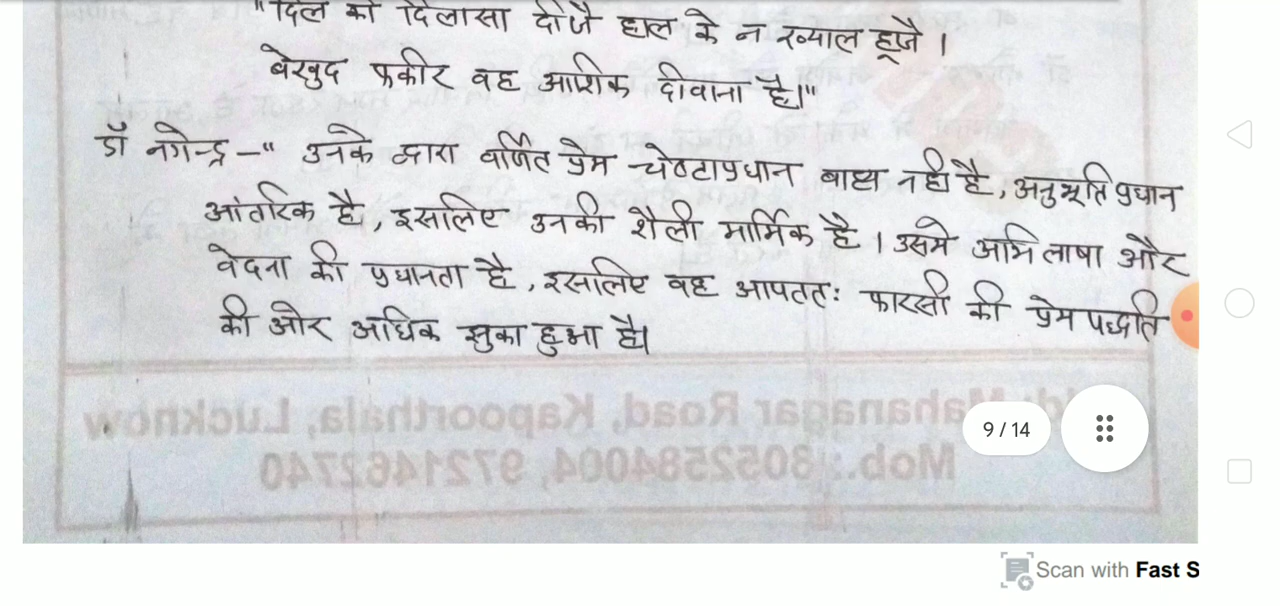 "दिल को दिलासा दीजै हाल के न ख्याल हूजै ।
बेखुद फकीर वह आशिक दीवाना है।"
डॉ नगेन्द्र -" उनके द्वारा वर्णित प्रेम चेष्टाप्रधान बाह्य नही है, अनुभूति प्रधान
आंतरिक है, इसलिए उनकी शैली मार्मिक है । उसमे अभिलाषा और
वेदना की प्रधानता है, इसलिए वह आपततः फारसी की प्रेम पद्धति
की ओर अधिक झुका हुआ है।
Mahanagar Road, Kapoorthala, Lucknow
Mob.: 8052584004, 9721462740
9 / 14
Scan with Fast S